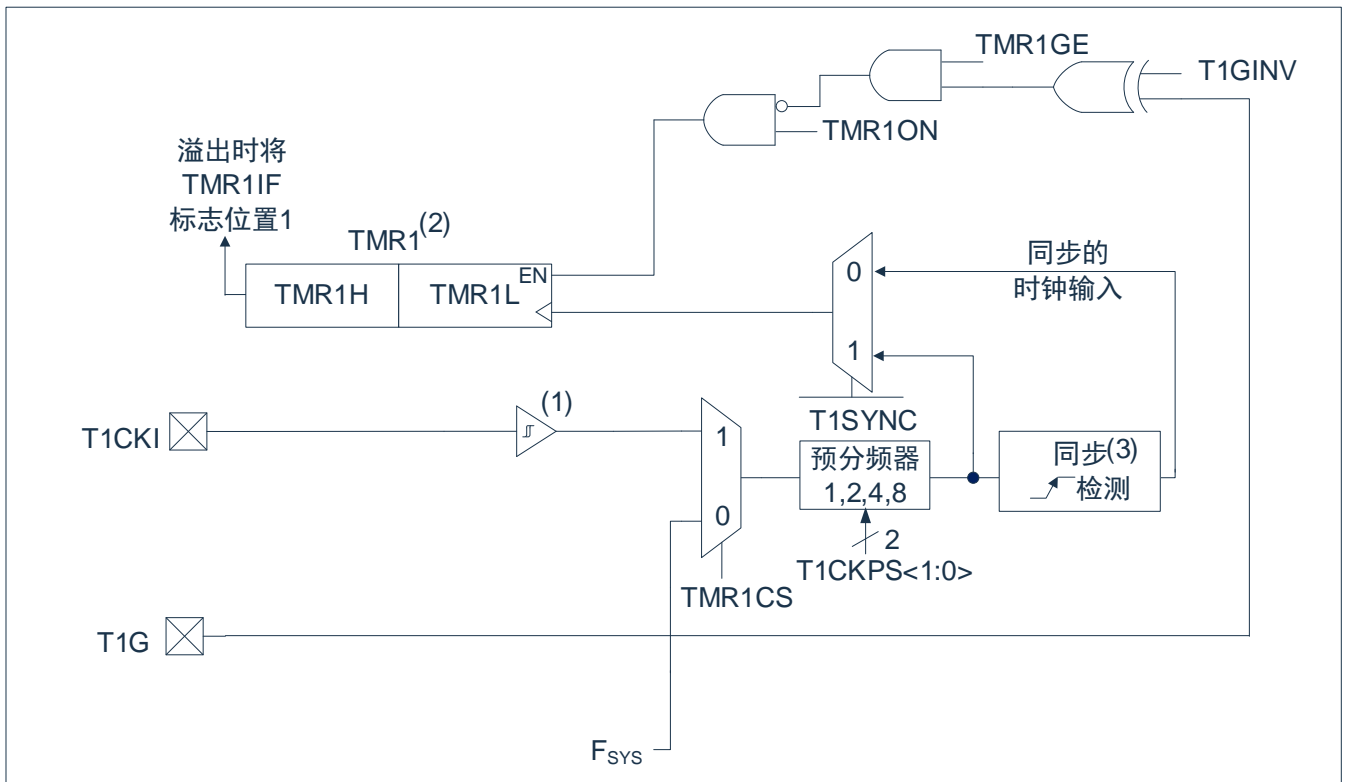 TMR1GE
T1GINV
TMR1ON
溢出时将
TMR1IF
标志位置1
TMR1(2)
EN
TMR1H
TMR1L
0
同步的
时钟输入
1
T1SYNC
T1CKI
(1)
1
0
预分频器
1,2,4,8
同步(3)
检测
2
T1CKPS<1:0>
TMR1CS
T1G
FSYS